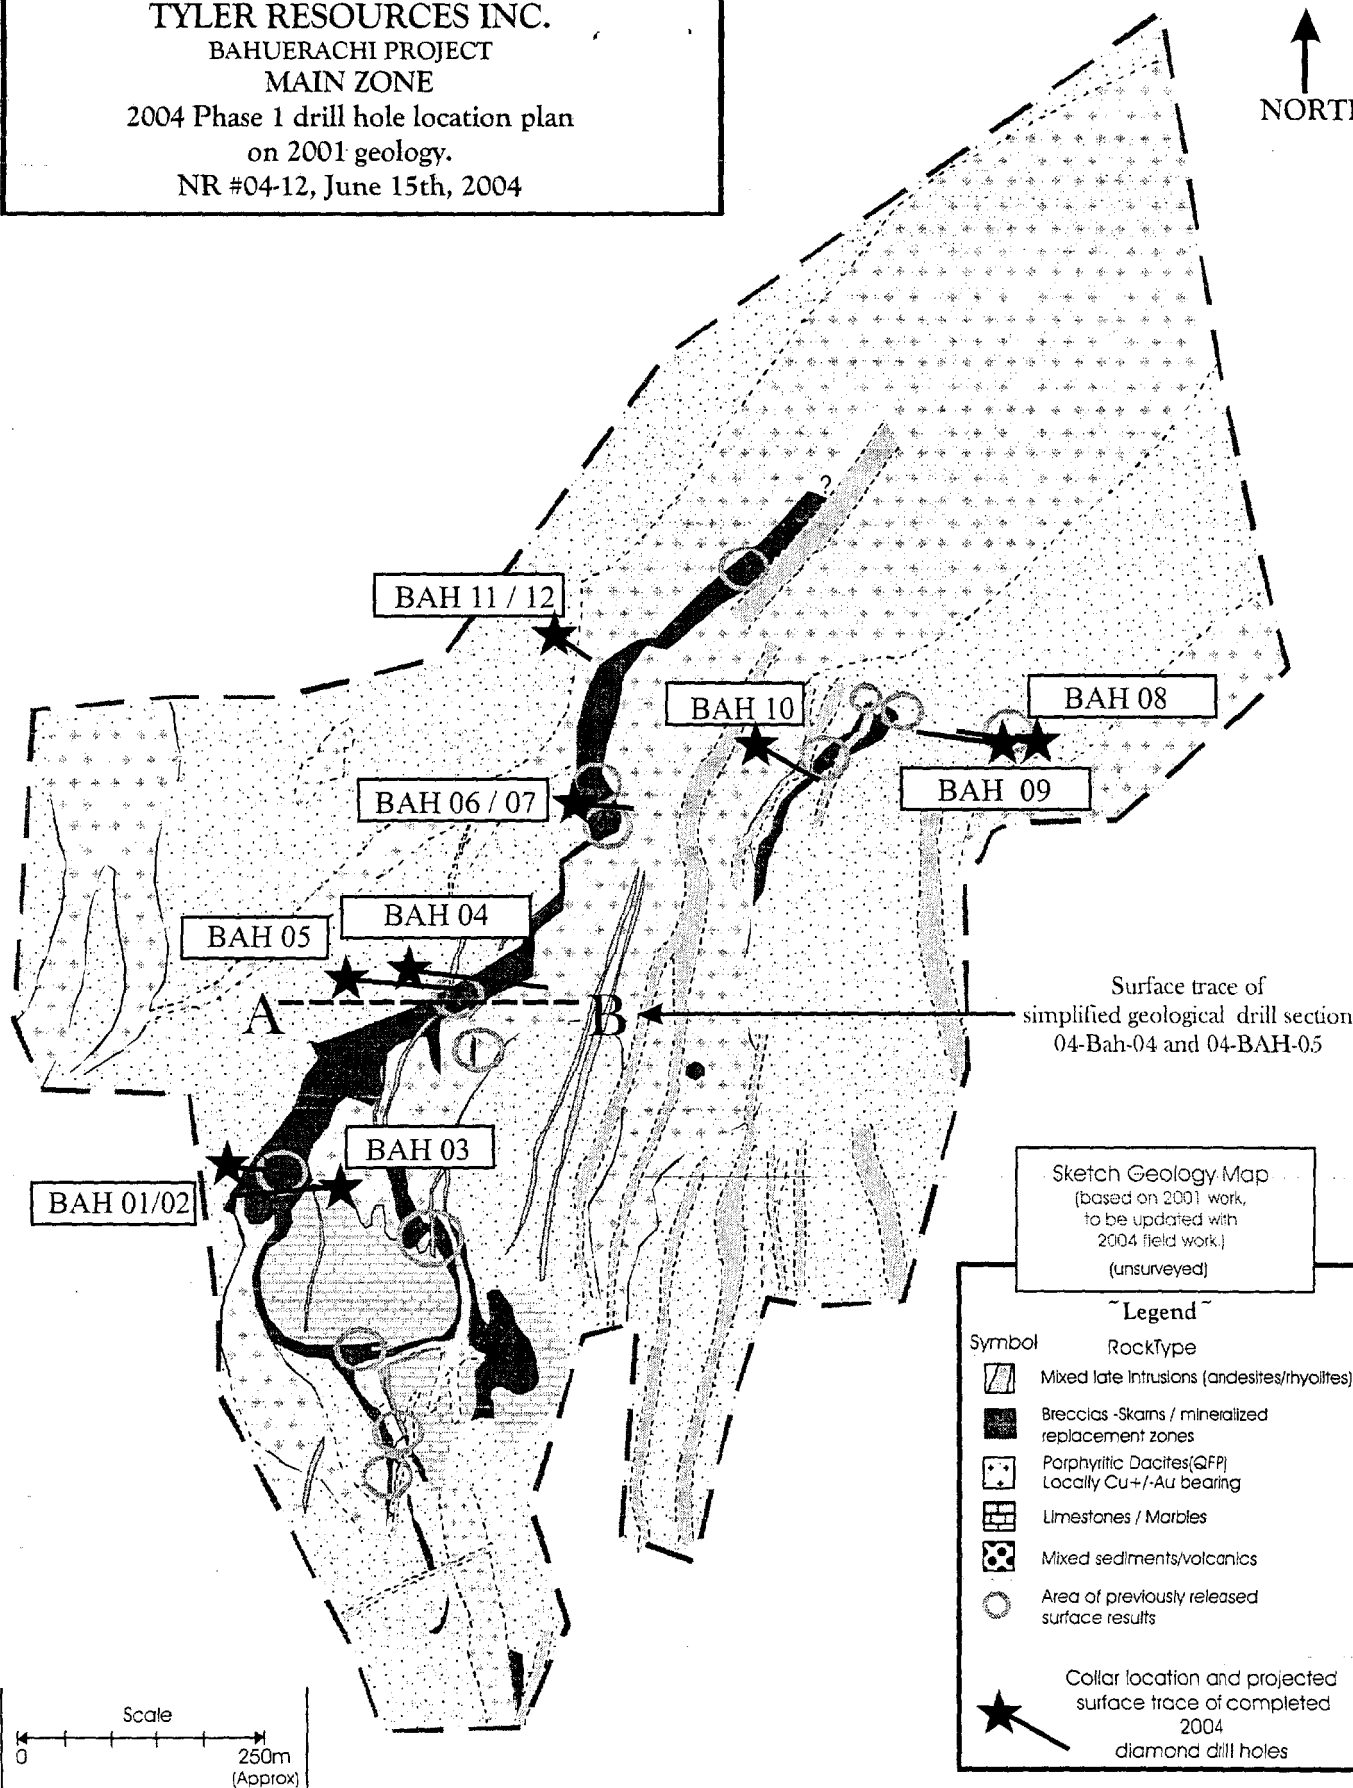 TYLER RESOURCES INC.
BAHUERACHI PROJECT
MAIN ZONE
2004 Phase 1 drill hole location plan
on 2001 geology.
NR #04-12, June 15th, 2004
NORTH
?
BAH 11 / 12
BAH 10
BAH 08
BAH 06 / 07
BAH 09
BAH 04
BAH 05
A
B
Surface trace of
simplified geological drill section
04-Bah-04 and 04-BAH-05
BAH 03
BAH 01/02
Sketch Geology Map
(based on 2001 work,
to be updated with
2004 field work.)
(unsurveyed)
~Legend~
Symbol
RockType
Mixed late Intrusions (andesites/rhyolites)
Breccias -Skarns / mineralized
replacement zones
Porphyritic Dacites(QFP)
Locally Cu+/-Au bearing
Limestones / Marbles
Mixed sediments/volcanics
Area of previously released
surface results
Collar location and projected
surface trace of completed
2004
diamond drill holes
Scale
0
250m
(Approx)